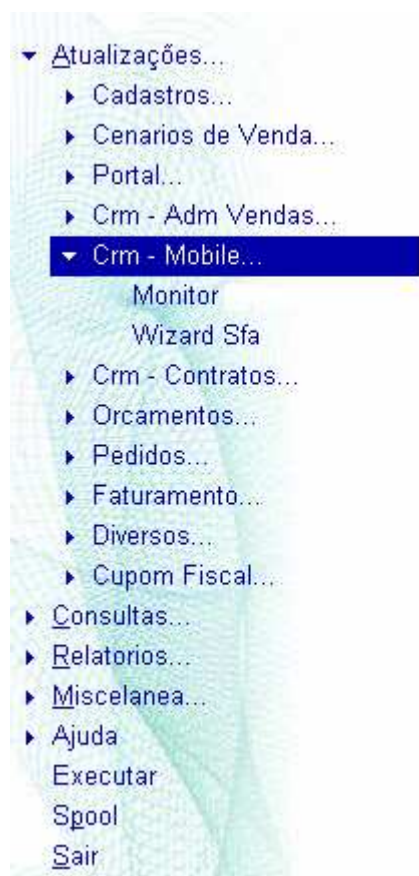 Atualizações...
Cadastros...
Cenarios de Venda...
Portal...
Crm - Adm Vendas...
Crm - Mobile...
Monitor
Wizard Sfa
Crm - Contratos...
Orcamentos...
Pedidos...
Faturamento...
Diversos...
Cupom Fiscal...
Consultas...
Relatorios...
Miscelanea...
Ajuda
Executar
Spool
Sair